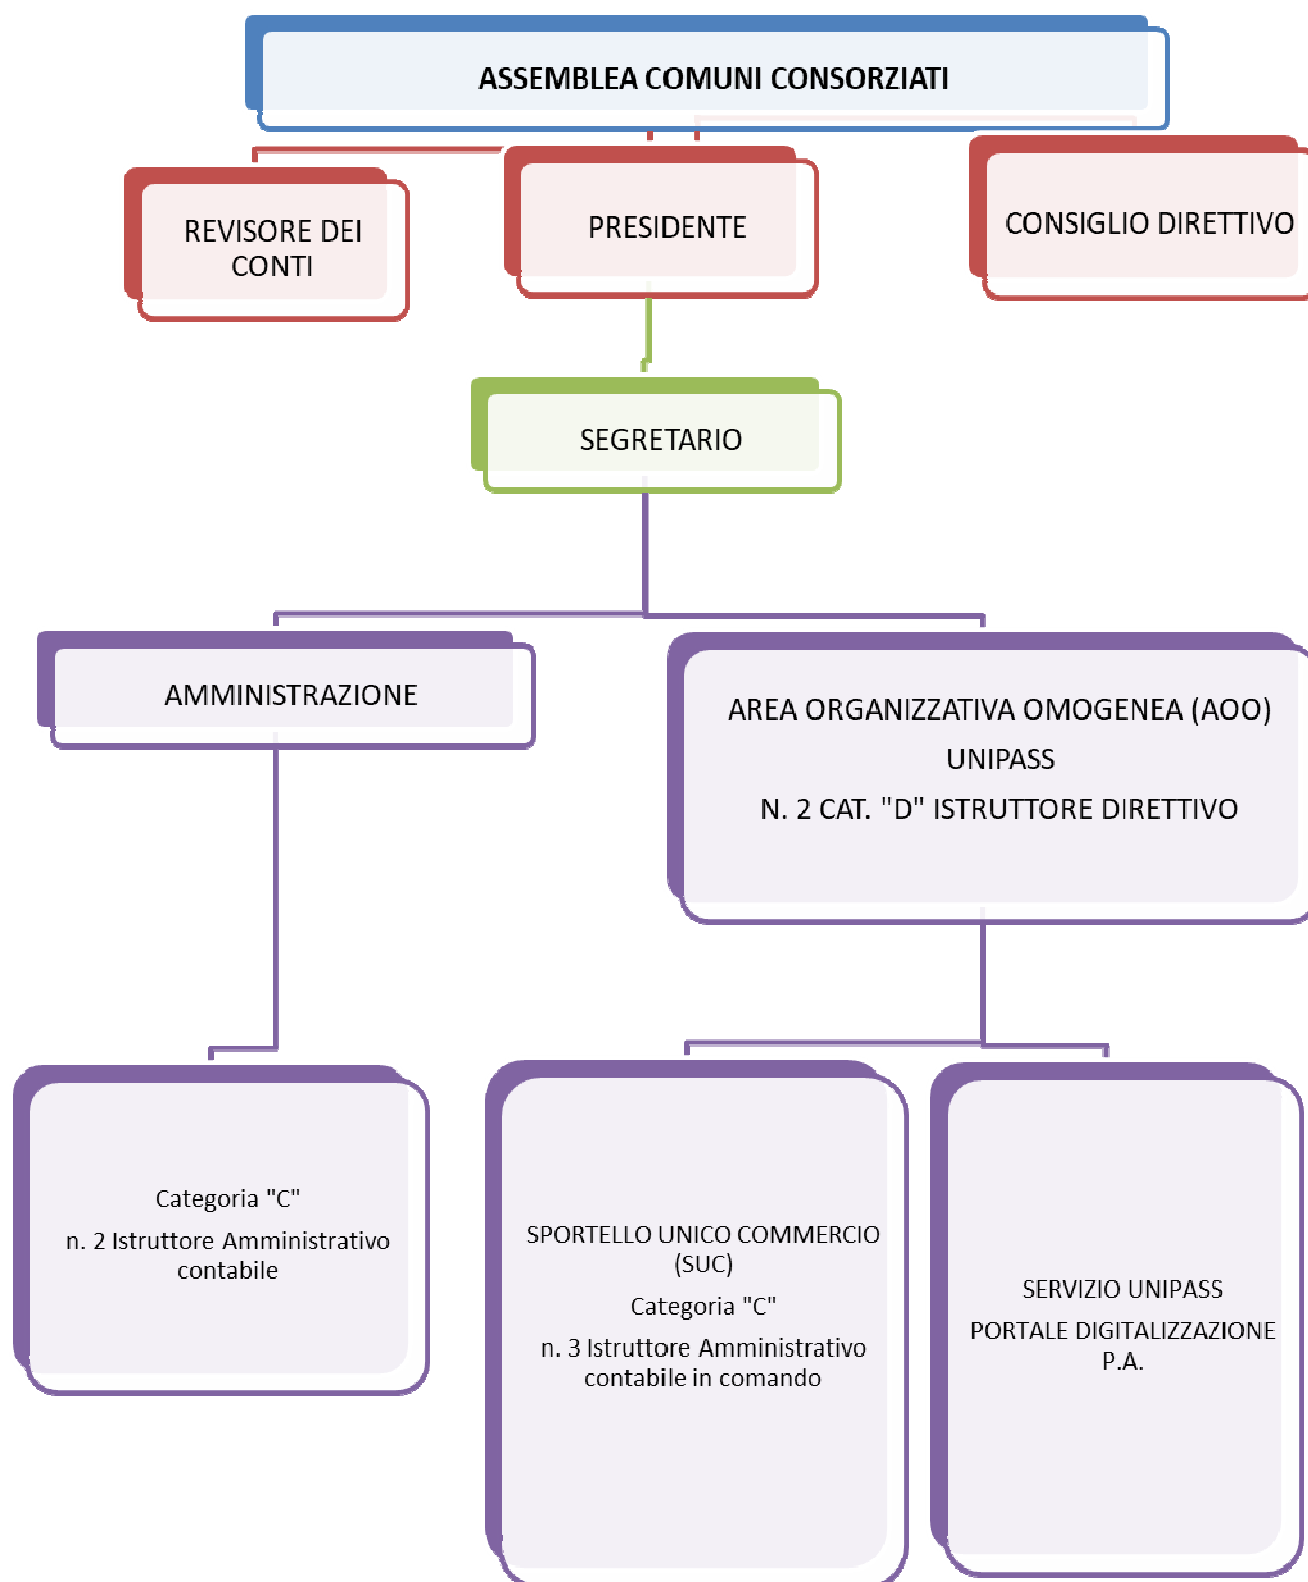 ASSEMBLEA COMUNI CONSORZIATI
REVISORE DEI
CONTI
PRESIDENTE
CONSIGLIO DIRETTIVO
SEGRETARIO
AMMINISTRAZIONE
AREA ORGANIZZATIVA OMOGENEA (AOO)
UNIPASS
N. 2 CAT. "D" ISTRUTTORE DIRETTIVO
Categoria "C"
n. 2 Istruttore Amministrativo
contabile
SPORTELLO UNICO COMMERCIO
(SUC)
Categoria "C"
n. 3 Istruttore Amministrativo
contabile in comando
SERVIZIO UNIPASS
PORTALE DIGITALIZZAZIONE
P.A.